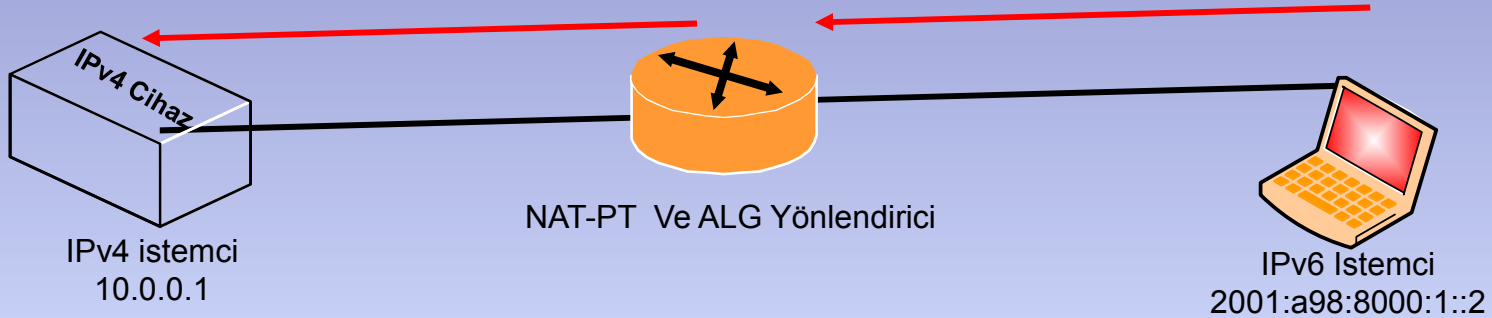 IPv4 Cihaz
NAT-PT Ve ALG Yönlendirici
IPv4 istemci
10.0.0.1
IPv6 Istemci
2001:a98:8000:1::2